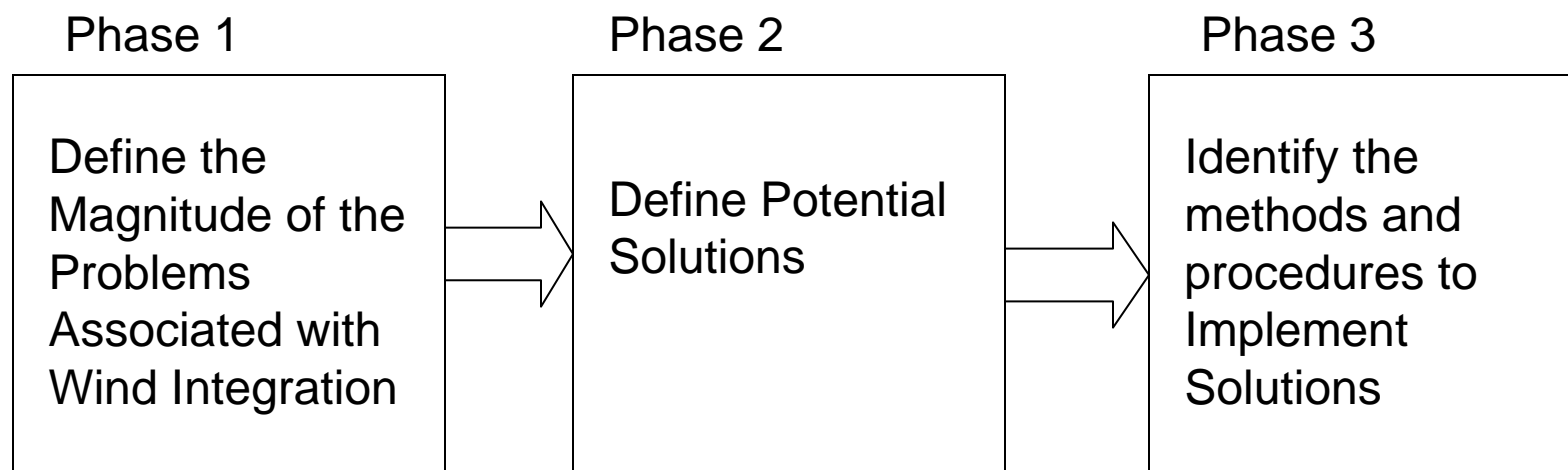 Phase 1
Define the
Magnitude of the
Problems
Associated with
Wind Integration
Phase 2
Define Potential
Solutions
Phase 3
Identify the
methods and
procedures to
Implement
Solutions